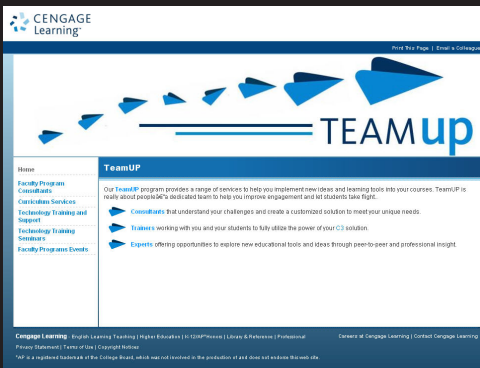 CENGAGE
Learning™
Print This Page | Email a Colleague
TEAMup
Home
TeamUP
Faculty Program
Consultants
Curriculum Services
Technology Training and
Support
Technology Training
Seminars
Faculty Programs Events
Our TeamUP program provides a range of services to help you implement new ideas and learning tools into your courses. TeamUP is
really about peopleâ€"s dedicated team to help you improve engagement and let students take flight.
Consultants that understand your challenges and create a customized solution to meet your unique needs.
Trainers working with you and your students to fully utilize the power of your C3 solution.
Experts offering opportunities to explore new educational tools and ideas through peer-to-peer and professional insight.
Cengage Learning - English Learning Teaching | Higher Education | K-12/AP*Honors | Library & Reference | Professional
Careers at Cengage Learning | Contact Cengage Learning
Privacy Statement | Terms of Use | Copyright Notices
*AP is a registered trademark of the College Board, which was not involved in the production of and does not endorse this web site.